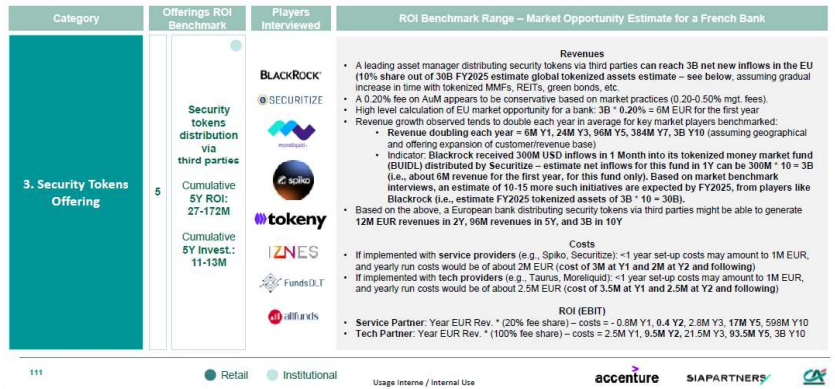 Category
Offerings ROI
Benchmark
Players
Interviewed
ROI Benchmark Range – Market Opportunity Estimate for a French Bank
3. Security Tokens
Offering
5
Security
tokens
distribution
via
third parties
Cumulative
5Y ROI:
27-172M
Cumulative
5Y Invest.:
11-13M
BLACKROCK
SECURITIZE
moreliquid
spiko
tokeny
IZNES
FundsDLT
allfunds
Revenues
• A leading asset manager distributing security tokens via third parties can reach 3B net new inflows in the EU
(10% share out of 30B FY2025 estimate global tokenized assets estimate – see below, assuming gradual
increase in time with tokenized MMFs, REITs, green bonds, etc.
• A 0.20% fee on AuM appears to be conservative based on market practices (0.20-0.50% mgt. fees).
• High level calculation of EU market opportunity for a bank: 3B * 0.20% = 6M EUR for the first year
• Revenue growth observed tends to double each year in average for key market players benchmarked:
• Revenue doubling each year = 6M Y1, 24M Y3, 96M Y5, 384M Y7, 3B Y10 (assuming geographical
and offering expansion of customer/revenue base)
• Indicator: Blackrock received 300M USD inflows in 1 Month into its tokenized money market fund
(BUIDL) distributed by Securitize – estimate net inflows for this fund in 1Y can be 300M * 10 = 3B
(i.e., about 6M revenue for the first year, for this fund only). Based on market benchmark
interviews, an estimate of 10-15 more such initiatives are expected by FY2025, from players like
Blackrock (i.e., estimate FY2025 tokenized assets of 3B * 10 = 30B).
• Based on the above, a European bank distributing security tokens via third parties might be able to generate
12M EUR revenues in 2Y, 96M revenues in 5Y, and 3B in 10Y
Costs
• If implemented with service providers (e.g., Spiko, Securitize): <1 year set-up costs may amount to 1M EUR,
and yearly run costs would be of about 2M EUR (cost of 3M at Y1 and 2M at Y2 and following)
• If implemented with tech providers (e.g., Taurus, Moreliquid): <1 year set-up costs may amount to 1M EUR,
and yearly run costs would be of about 2.5M EUR (cost of 3.5M at Y1 and 2.5M at Y2 and following)
ROI (EBIT)
• Service Partner: Year EUR Rev. * (20% fee share) – costs = - 0.8M Y1, 0.4 Y2, 2.8M Y3, 17M Y5, 598M Y10
• Tech Partner: Year EUR Rev. * (100% fee share) – costs = 2.5M Y1, 9.5M Y2, 21.5M Y3, 93.5M Y5, 3B Y10
111
Retail
Institutional
Usage Interne / Internal Use
accenture
SIAPARTNERS
CA